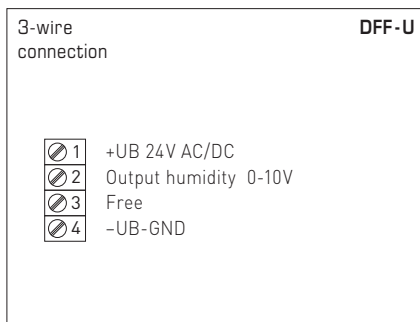 3-wire DFF-U
connection
1 +UB 24V AC/DC
2 Output humidity 0-10V
3 Free
4 –UB-GND